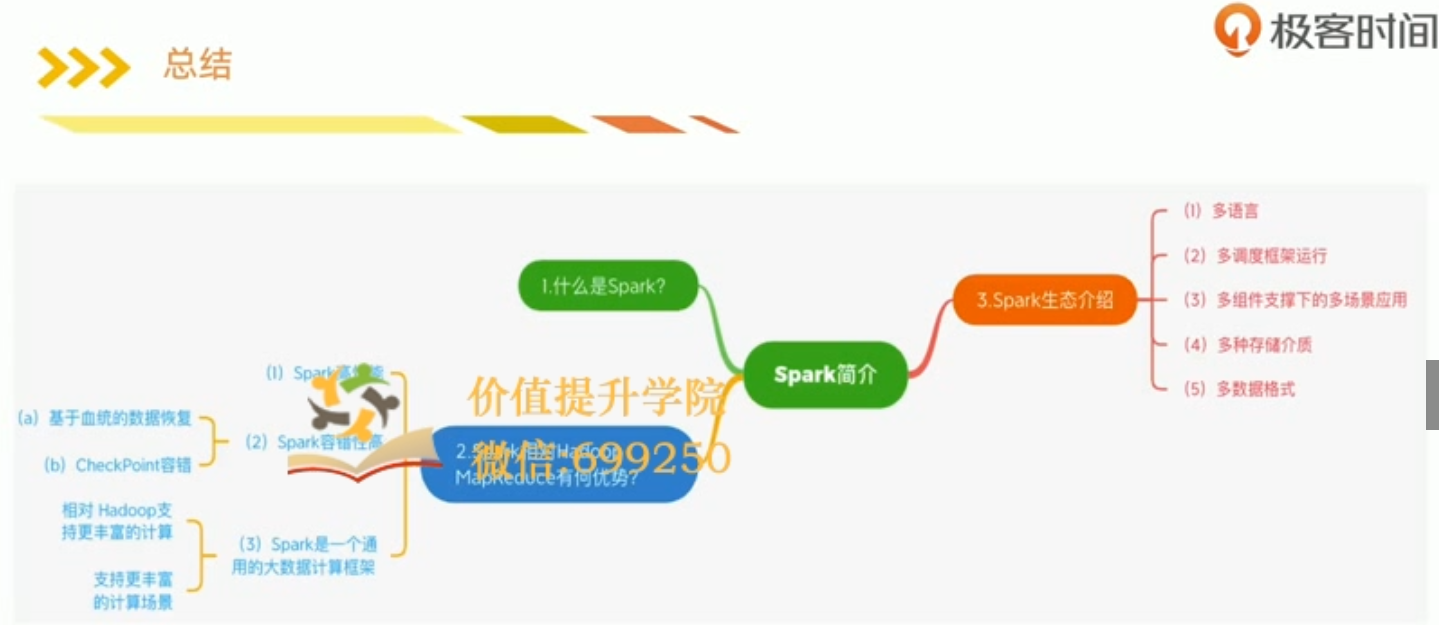 极客时间
总结
1.什么是Spark?
Spark简介
3.Spark生态介绍
(1) 多语言
(2) 多调度框架运行
(3) 多组件支撑下的多场景应用
(4) 多种存储介质
(5) 多数据格式
价值提升学院
微信:699250
MapReduce有何优势?
(1) Spark
(2) Spark容错性高
(a) 基于血统的数据恢复
(b) CheckPoint容错
(3) Spark是一个通
用的大数据计算框架
相对 Hadoop支
持更丰富的计算
支持更丰富
的计算场景